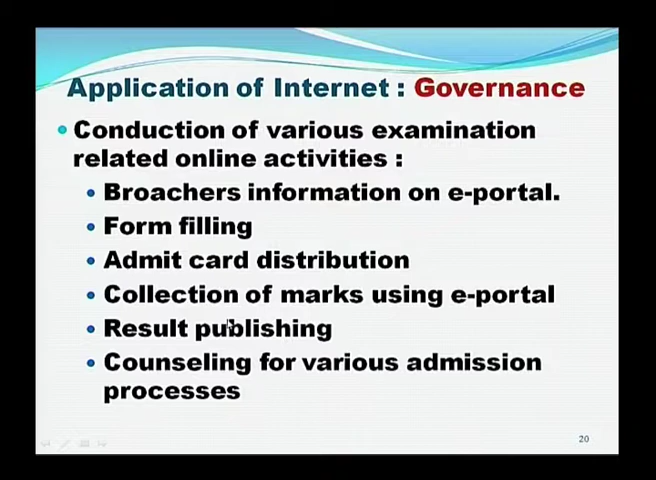 Application of Internet : Governance
Conduction of various examination
related online activities :
Broachers information on e-portal.
Form filling
Admit card distribution
Collection of marks using e-portal
Result publishing
Counseling for various admission
processes
20